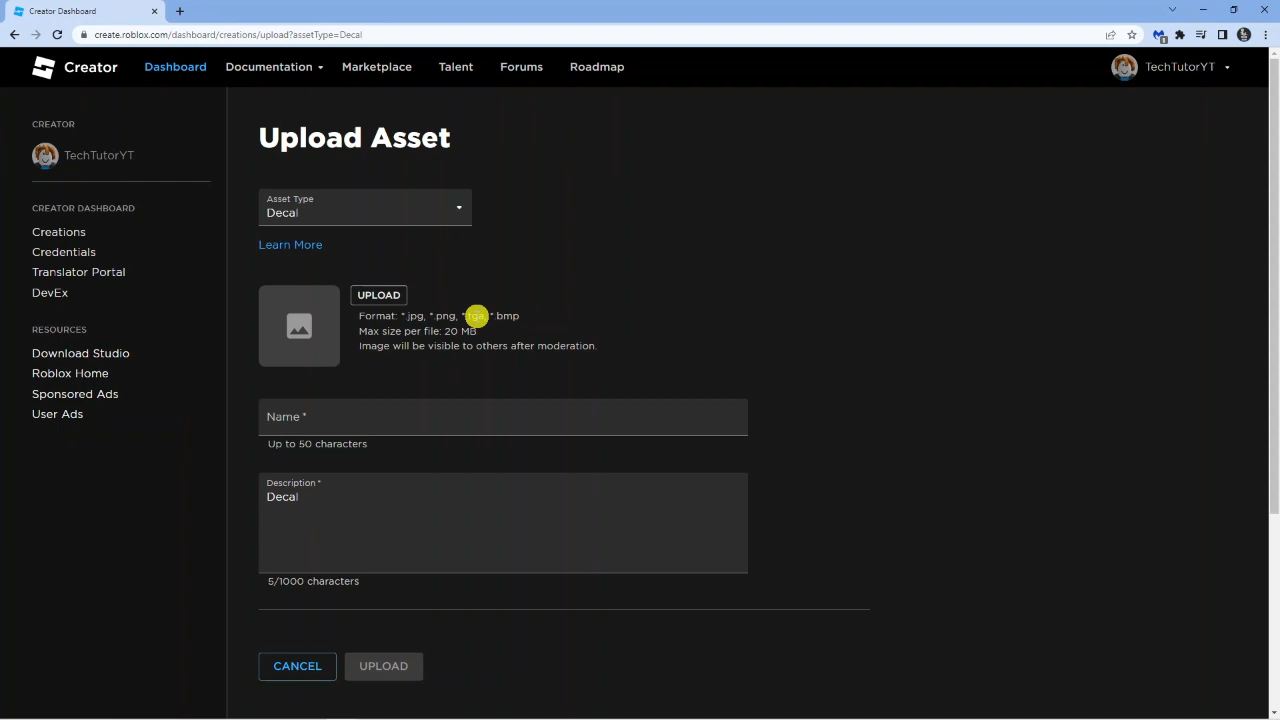 Creator Dashboard
create.roblox.com/dashboard/creations/upload?assetType=Decal
Creator Dashboard Documentation Marketplace Talent Forums Roadmap TechTutorYT
CREATOR
TechTutorYT
CREATOR DASHBOARD
Creations
Credentials
Translator Portal
DevEx
RESOURCES
Download Studio
Roblox Home
Sponsored Ads
User Ads
Upload Asset
Asset Type
Decal
Learn More
UPLOAD
Format: *.jpg, *.png, *.tga, *.bmp
Max size per file: 20 MB
Image will be visible to others after moderation.
Name *
Up to 50 characters
Description *
Decal
5/1000 characters
CANCEL UPLOAD